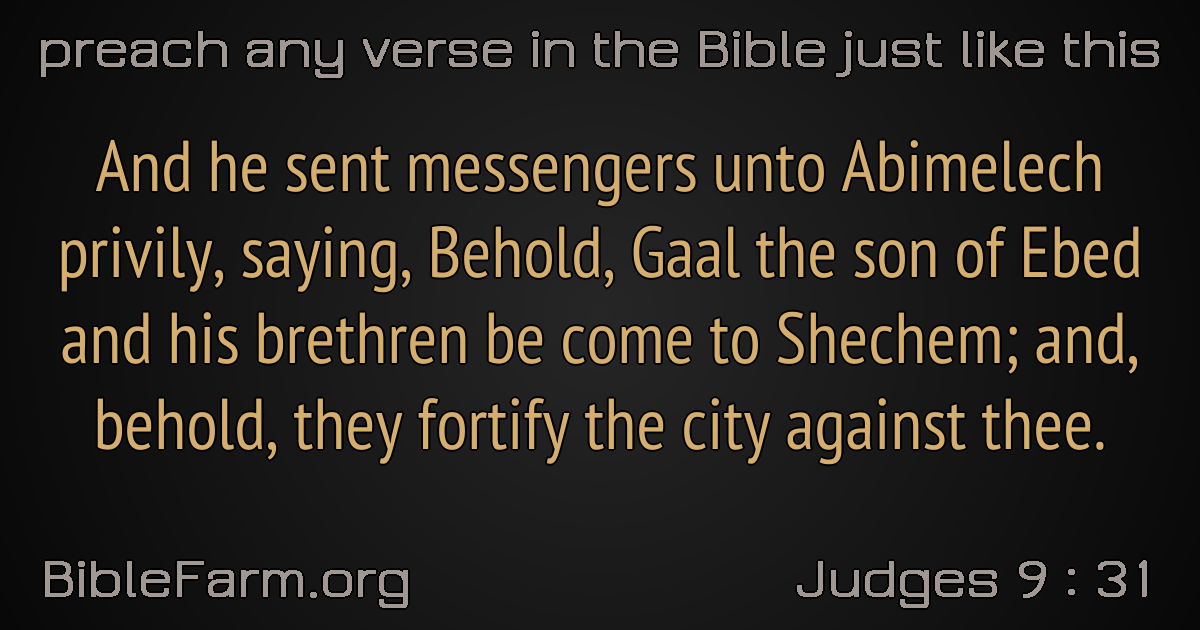 preach any verse in the Bible just like this
And he sent messengers unto Abimelech
privily, saying, Behold, Gaal the son of Ebed
and his brethren be come to Shechem; and,
behold, they fortify the city against thee.
BibleFarm.org
Judges 9 : 31